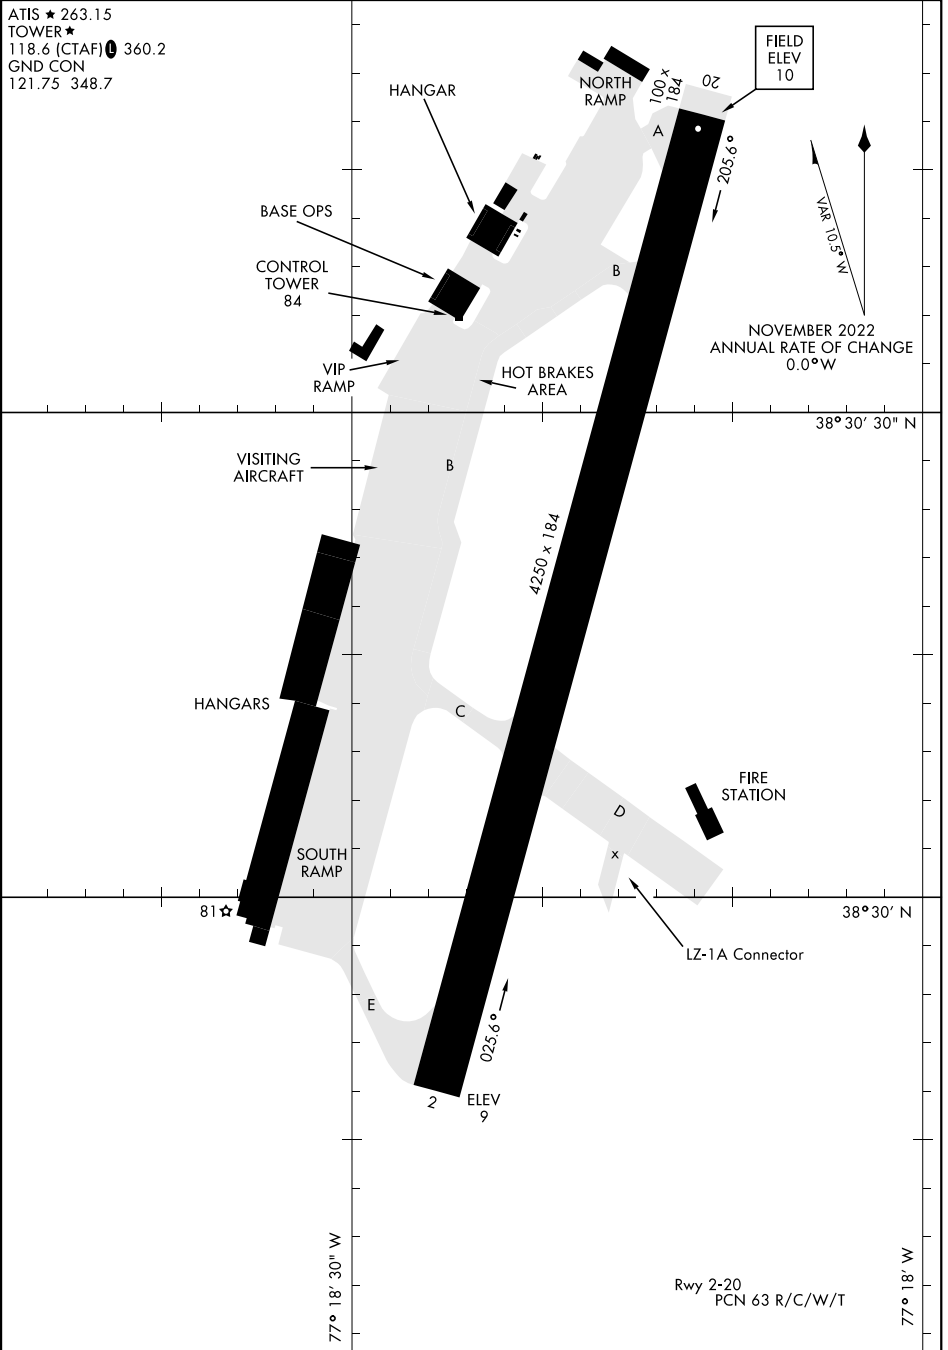 ATIS ★ 263.15
TOWER ★
118.6 (CTAF) L 360.2
GND CON
121.75 348.7
FIELD
ELEV
10
NORTH
RAMP
100 x
184
20
HANGAR
A
205.6°
VAR 10.5° W
BASE OPS
CONTROL
TOWER
84
B
NOVEMBER 2022
ANNUAL RATE OF CHANGE
0.0° W
VIP
RAMP
HOT BRAKES
AREA
38° 30' 30" N
VISITING
AIRCRAFT
B
4250 x 184
HANGARS
C
FIRE
STATION
D
x
SOUTH
RAMP
81
38° 30' N
LZ-1A Connector
E
025.6°
2
ELEV
9
77° 18' 30" W
77° 18' W
Rwy 2-20
PCN 63 R/C/W/T